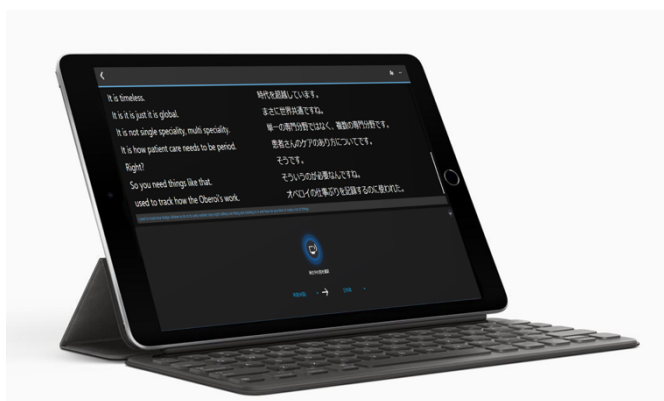 It is timeless.
It is it is just it is global.
It is not single speciality, multi speciality.
It is how patient care needs to be period.
Right?
So you need things like that.
used to track how the Oberoi's work.
時代を超越しています。
まさに世界共通ですね。
単一の専門分野ではなく、複数の専門分野です。
患者さんのケアのあり方についてです。
そうです。
そういうのが必要なんですね。
オベロイの仕事ぶりを記録するのに使われた。